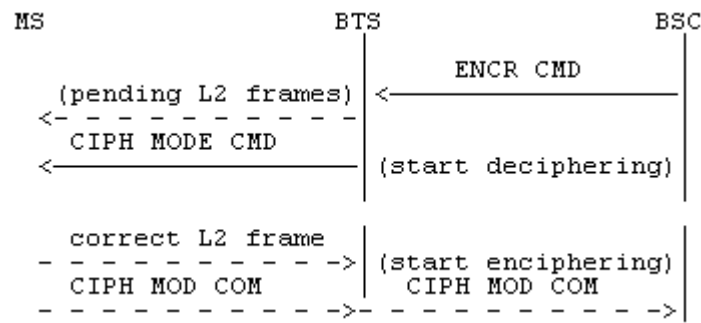 MS BTS BSC
ENCR CMD
(pending L2 frames)
CIPH MODE CMD
(start deciphering)
correct L2 frame
(start enciphering)
CIPH MOD COM CIPH MOD COM